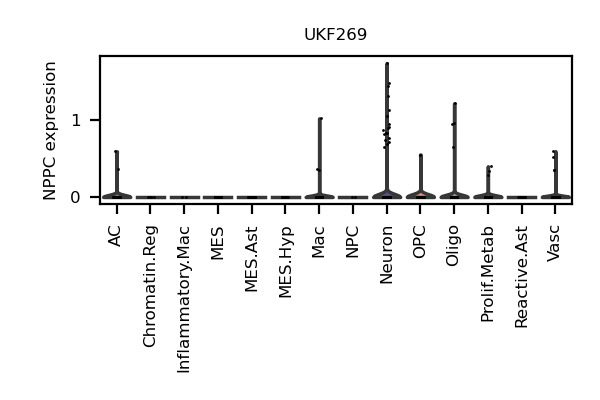 UKF269
NPPC expression
1
0
AC
Chromatin.Reg
Inflammatory.Mac
MES
MES.Ast
MES.Hyp
Mac
NPC
Neuron
OPC
Oligo
Prolif.Metab
Reactive.Ast
Vasc